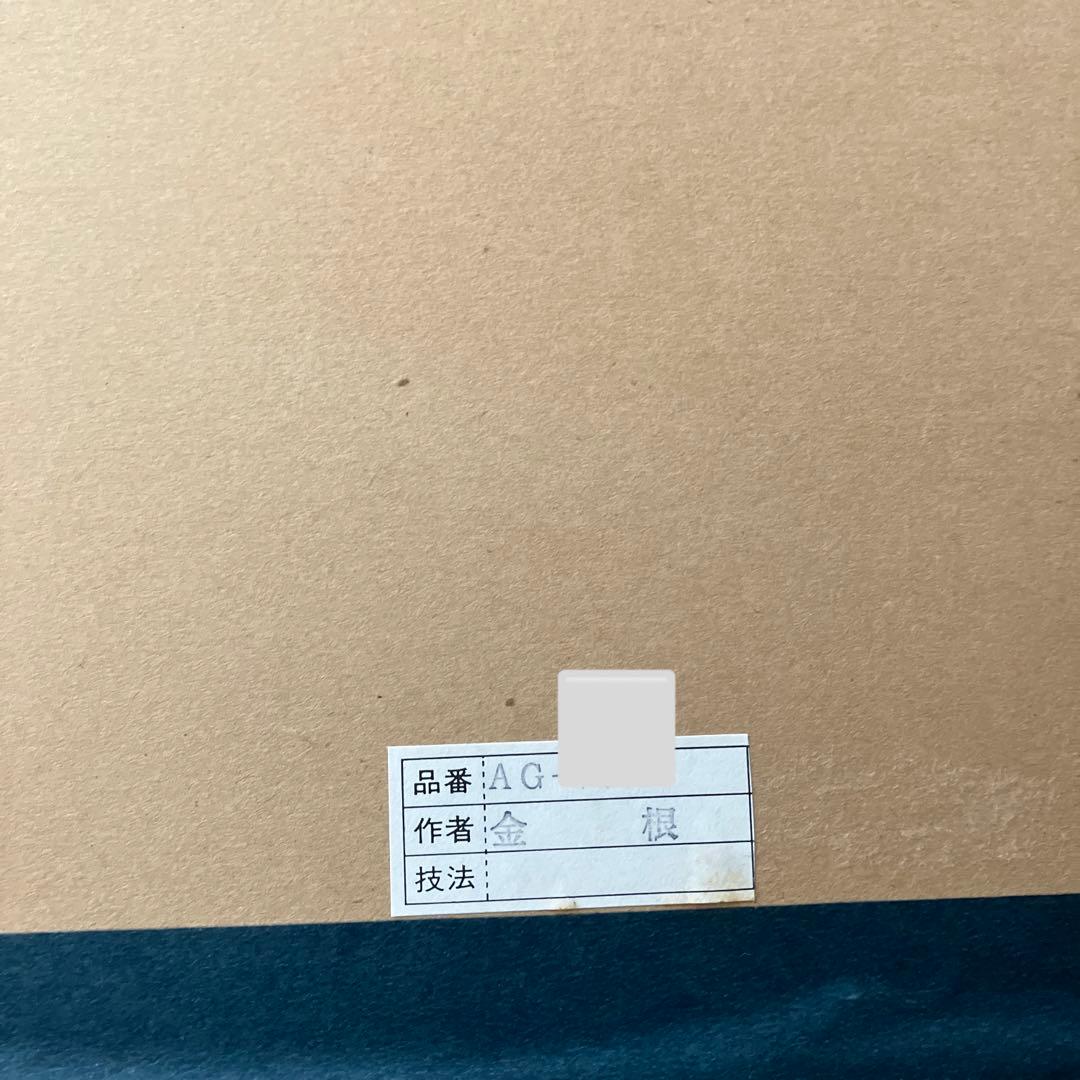 品番 AG-
作者 金 根
技法